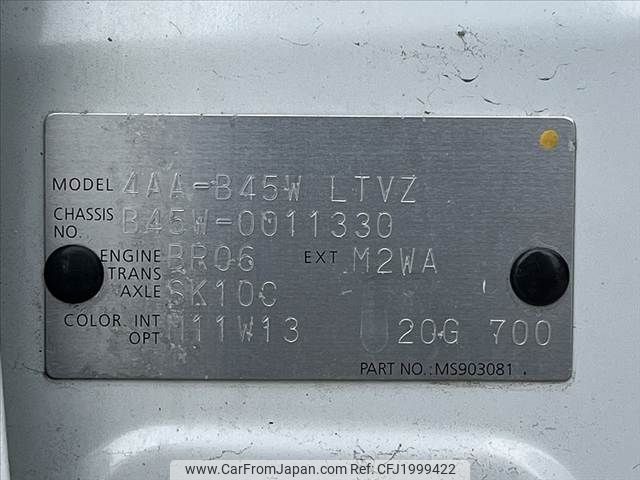 MODEL 4AA-B45W LTVZ
CHASSIS NO. B45W-0011330
ENGINE BR06 EXT M2WA
TRANS AXLE SK10C
COLOR. INT OPT M11W13 20G 700
PART NO.:MS903081
www.CarFromJapan.com CFJ1999422